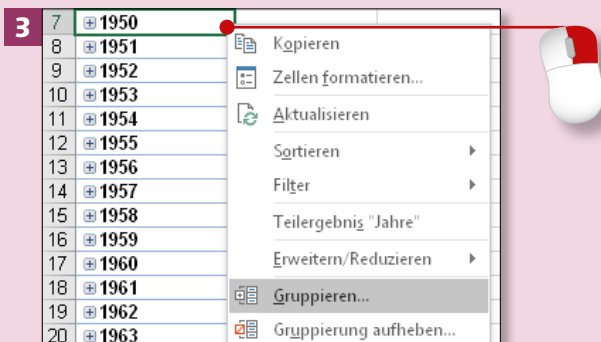 3
7 1950
8 1951
9 1952
10 1953
11 1954
12 1955
13 1956
14 1957
15 1958
16 1959
17 1960
18 1961
19 1962
20 1963
Kopieren
Zellen formatieren...
Aktualisieren
Sortieren
Filter
Teilergebnis "Jahre"
Erweitern/Reduzieren
Gruppieren...
Gruppierung aufheben...